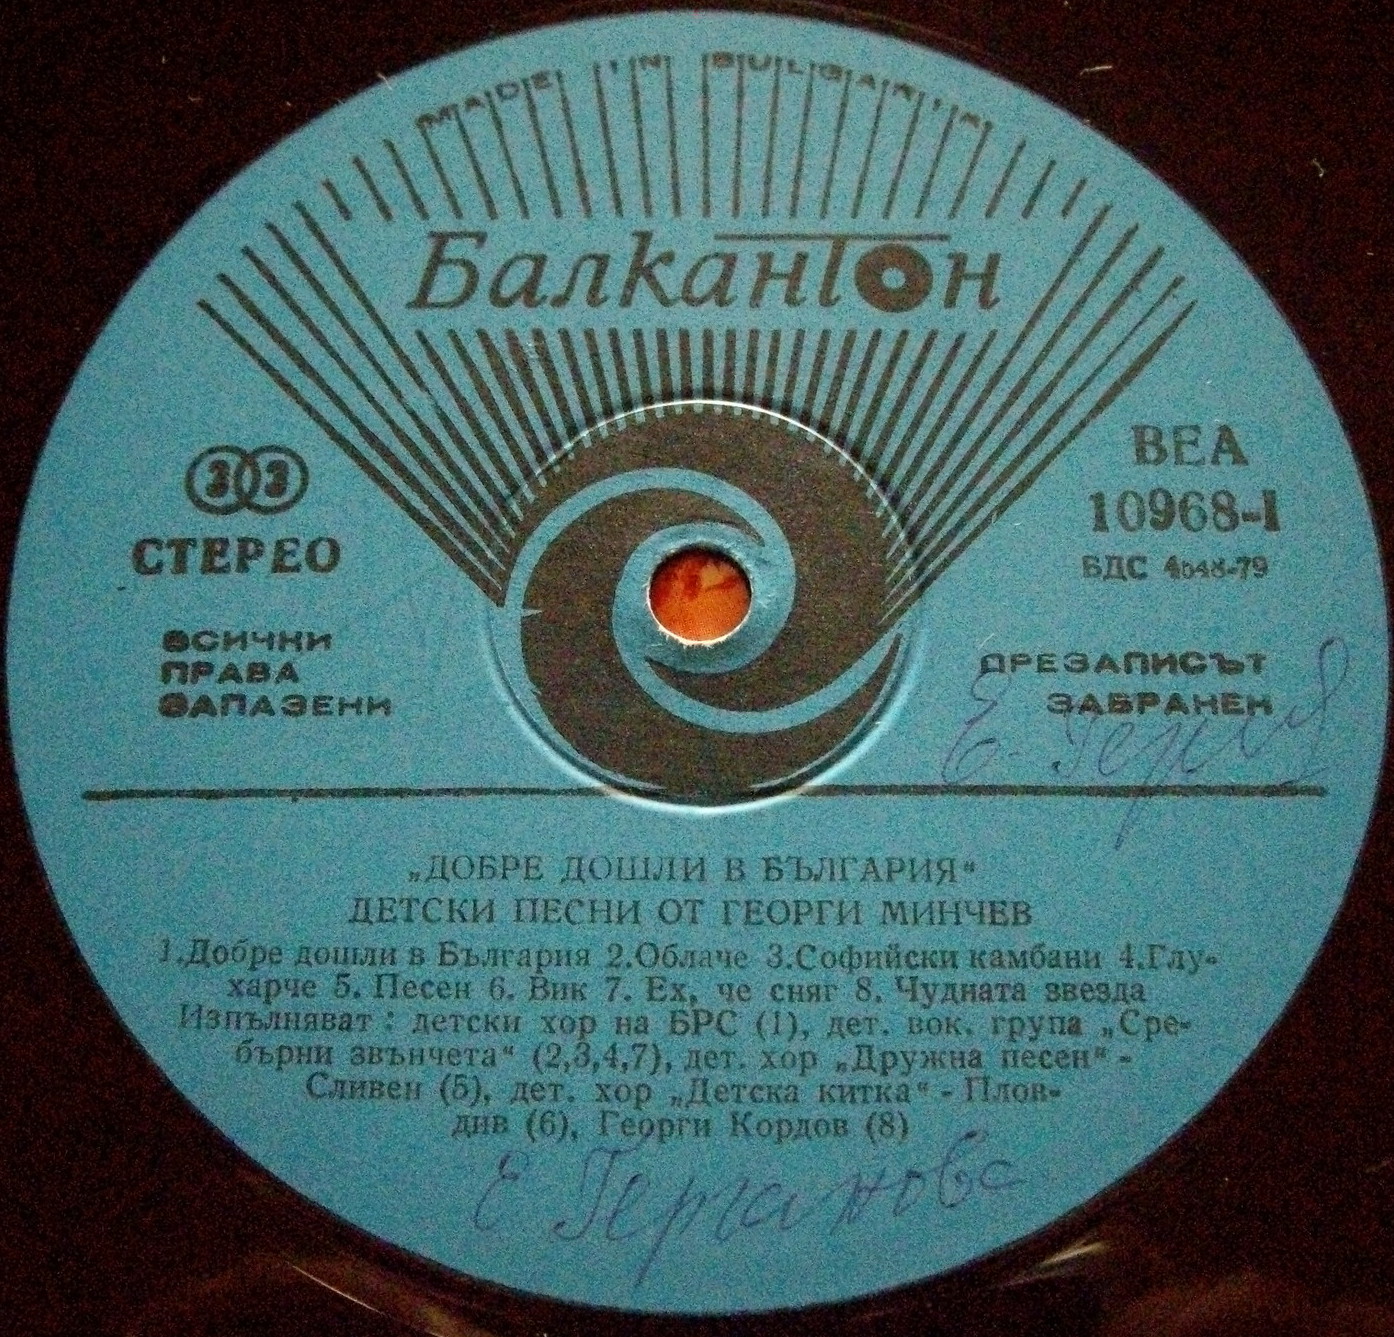 MADE IN BULGARIA
БалканТон
33
СТЕРЕО
ВСИЧКИ
ПРАВА
ЗАПАЗЕНИ
ВЕА
10968-I
БДС 4548-79
ПРЕЗАПИСЪТ
ЗАБРАНЕН
„ДОБРЕ ДОШЛИ В БЪЛГАРИЯ“
ДЕТСКИ ПЕСНИ ОТ ГЕОРГИ МИНЧЕВ
1.Добре дошли в България 2.Облаче 3.Софийски камбани 4.Глу-
харче 5. Песен 6. Вик 7. Ех, че сняг 8. Чудната звезда
Изпълняват : детски хор на БРС (1), дет. вок. група „Сре-
бърни звънчета“ (2,3,4,7), дет. хор „Дружна песен“ -
Сливен (5), дет. хор „Детска китка“ - Плов-
див (6), Георги Кордов (8)
Е Герганова